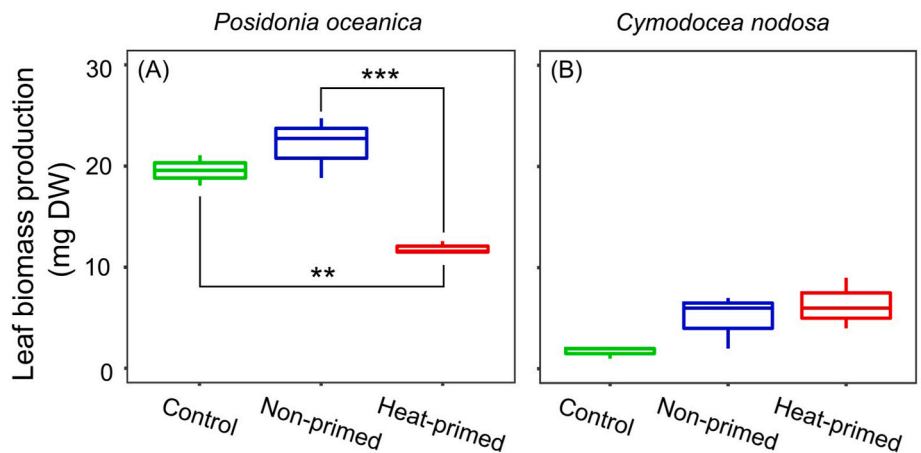 Posidonia oceanica
Cymodocea nodosa
Leaf biomass production
(mg DW)
30
20
10
0
(A)
***
**
(B)
Control
Non-primed
Heat-primed
Control
Non-primed
Heat-primed